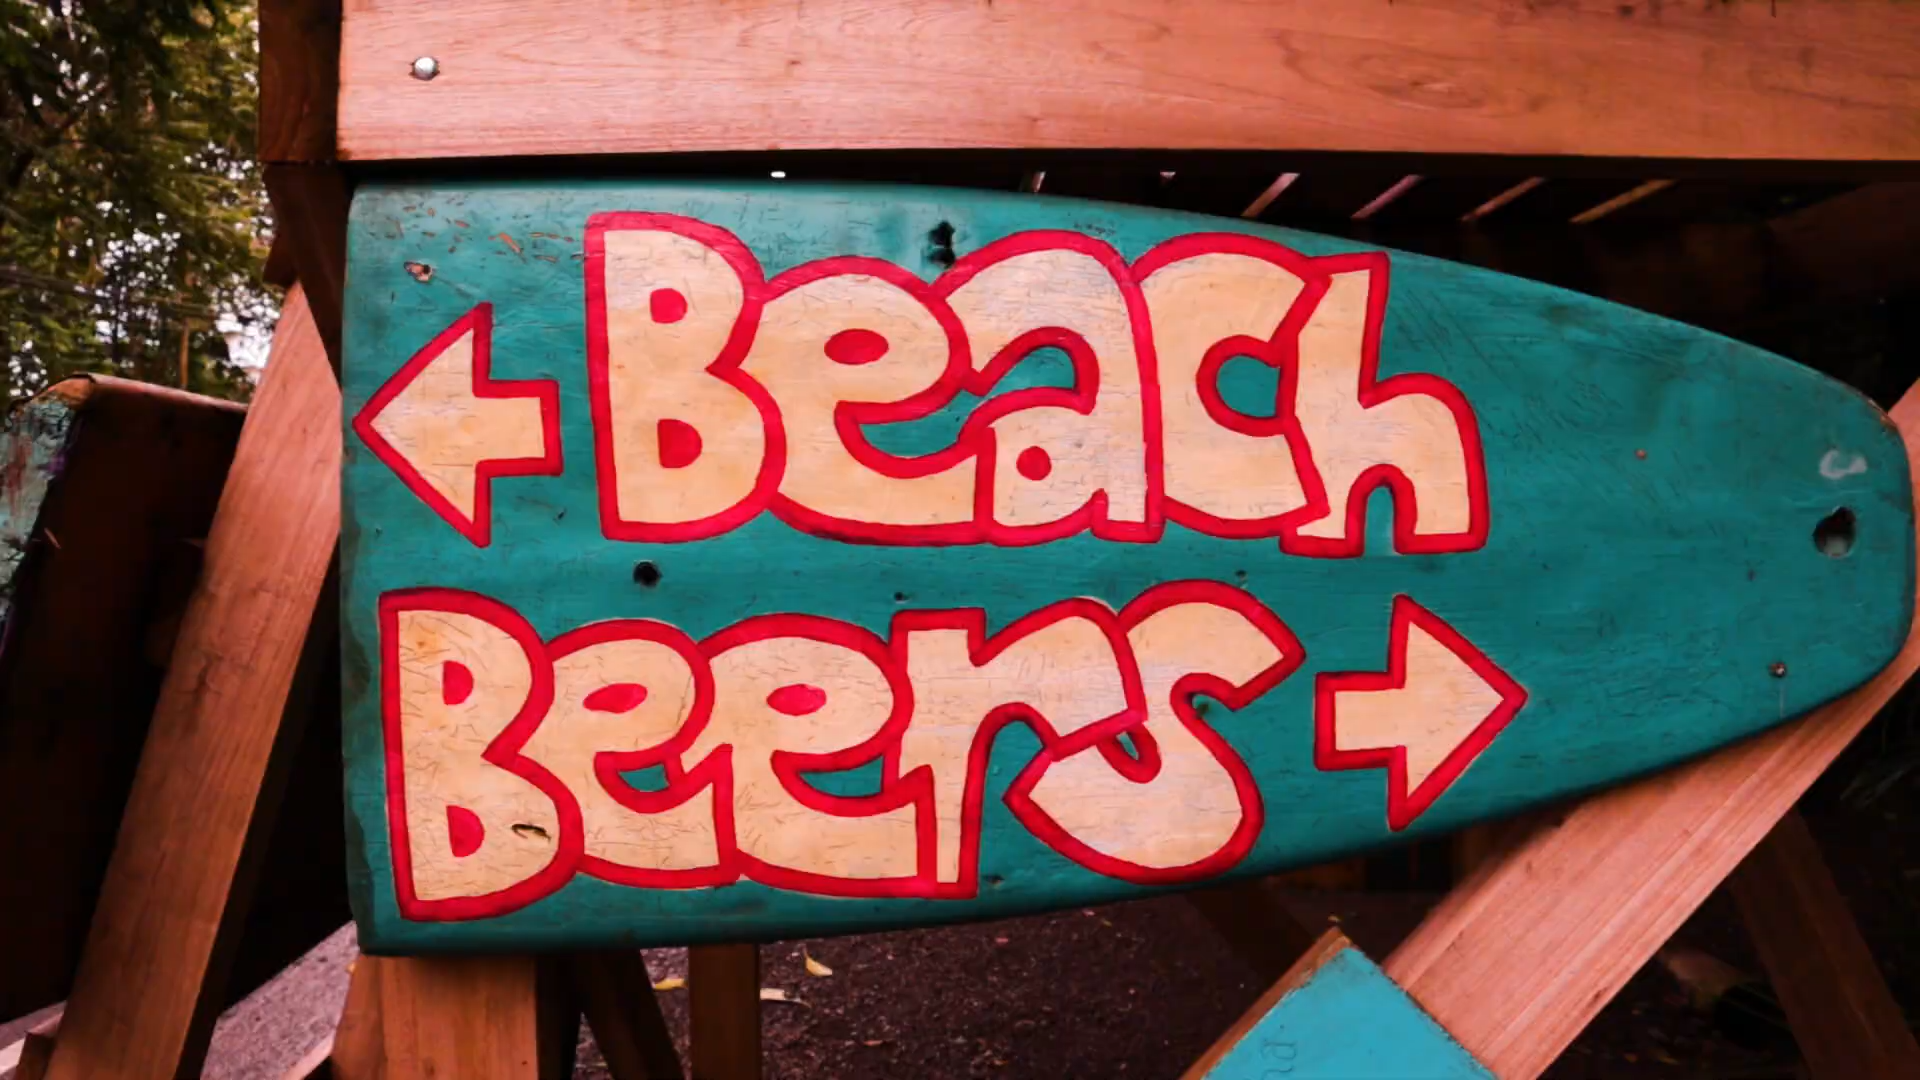 ← Beach
Beers →